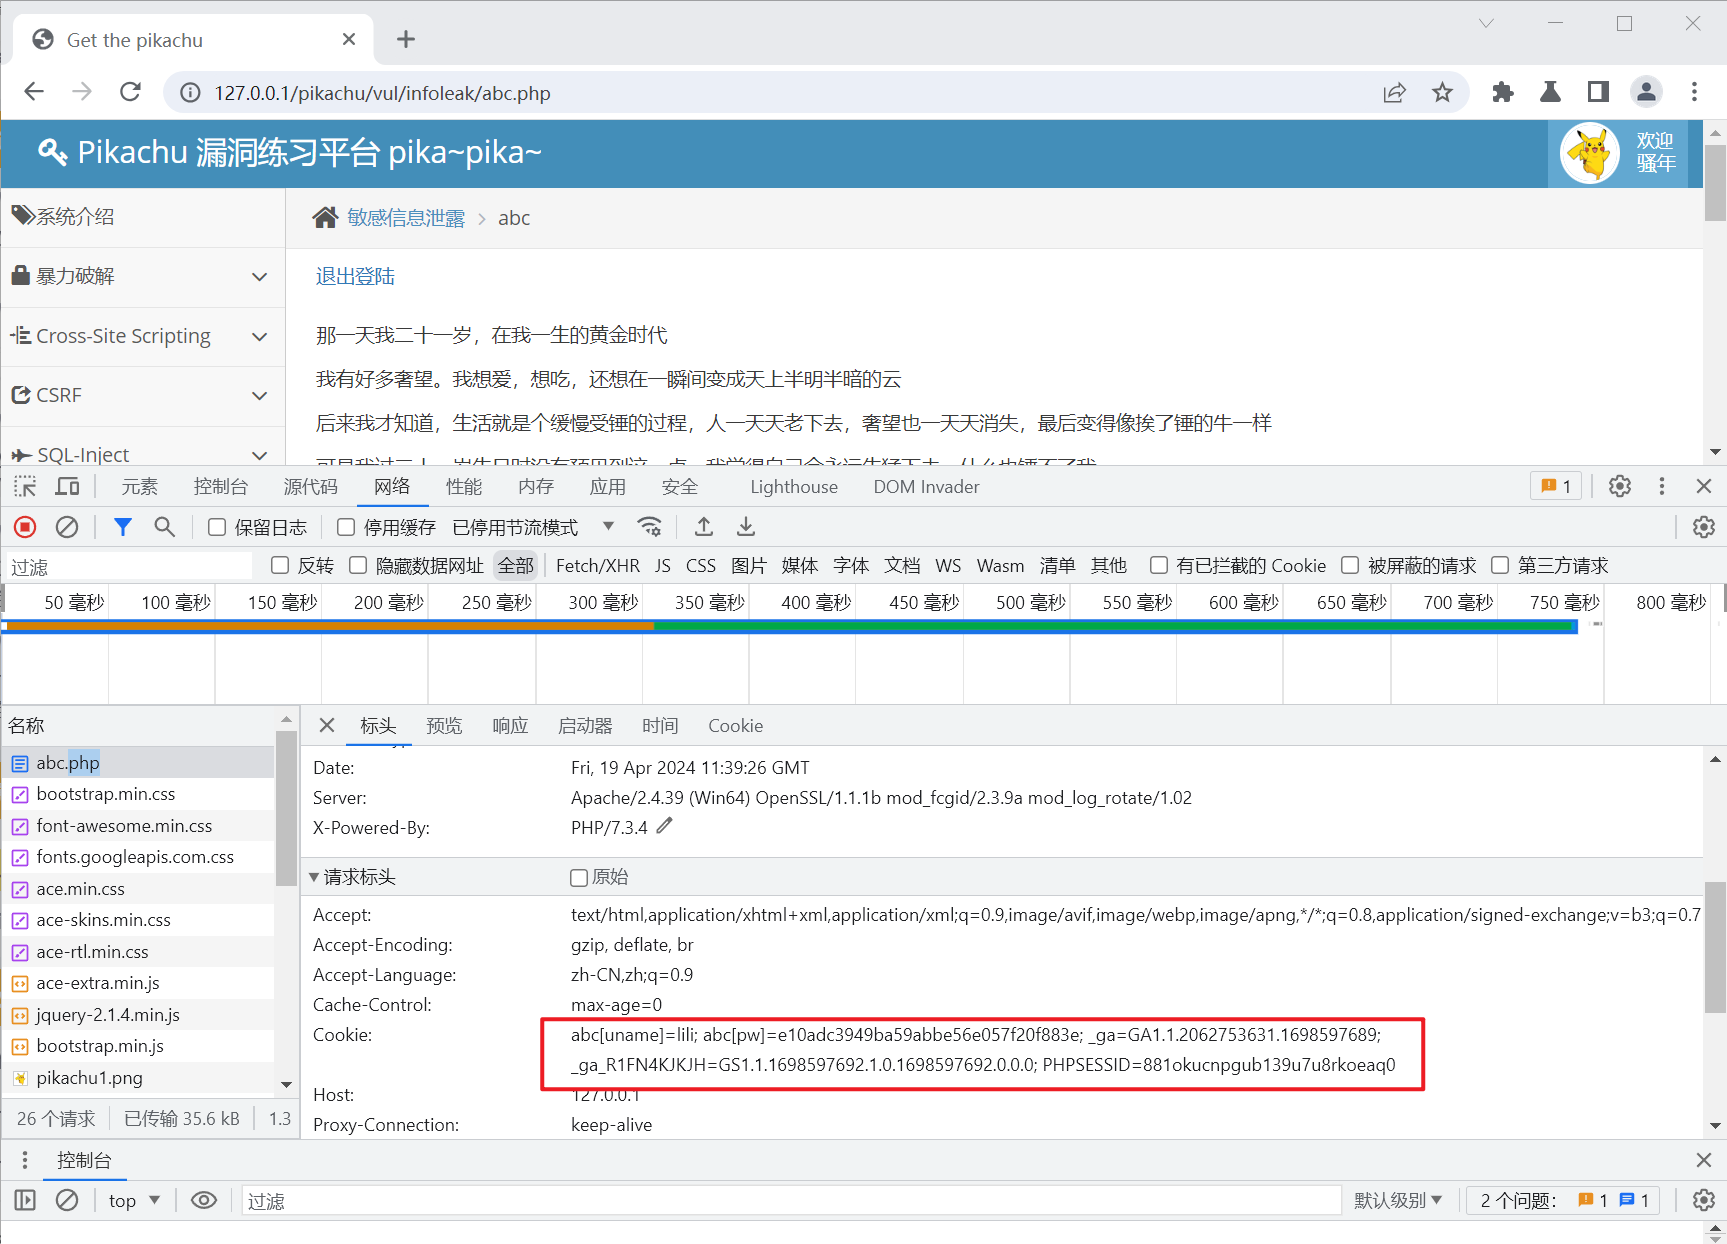 Get the pikachu
127.0.0.1/pikachu/vul/infoleak/abc.php
Pikachu 漏洞练习平台 pika~pika~
欢迎
骚年
系统介绍
敏感信息泄露 > abc
暴力破解
退出登陆
Cross-Site Scripting
那一天我二十一岁，在我一生的黄金时代
我有好多奢望。我想爱，想吃，还想在一瞬间变成天上半明半暗的云
CSRF
后来我才知道，生活就是个缓慢受锤的过程，人一天天老下去，奢望也一天天消失，最后变得像挨了锤的牛一样
SQL-Inject
元素 控制台 源代码 网络 性能 内存 应用 安全 Lighthouse DOM Invader 1
保留日志 停用缓存 已停用节流模式
过滤 反转 隐藏数据网址 全部 Fetch/XHR JS CSS 图片 媒体 字体 文档 WS Wasm 清单 其他 有已拦截的 Cookie 被屏蔽的请求 第三方请求
50 毫秒 100 毫秒 150 毫秒 200 毫秒 250 毫秒 300 毫秒 350 毫秒 400 毫秒 450 毫秒 500 毫秒 550 毫秒 600 毫秒 650 毫秒 700 毫秒 750 毫秒 800 毫秒
名称
abc.php
bootstrap.min.css
font-awesome.min.css
fonts.googleapis.com.css
ace.min.css
ace-skins.min.css
ace-rtl.min.css
ace-extra.min.js
jquery-2.1.4.min.js
bootstrap.min.js
pikachu1.png
26 个请求 已传输 35.6 kB 1.3
标头 预览 响应 启动器 时间 Cookie
Date: Fri, 19 Apr 2024 11:39:26 GMT
Server: Apache/2.4.39 (Win64) OpenSSL/1.1.1b mod_fcgid/2.3.9a mod_log_rotate/1.02
X-Powered-By: PHP/7.3.4
请求标头 原始
Accept: text/html,application/xhtml+xml,application/xml;q=0.9,image/avif,image/webp,image/apng,*/*;q=0.8,application/signed-exchange;v=b3;q=0.7
Accept-Encoding: gzip, deflate, br
Accept-Language: zh-CN,zh;q=0.9
Cache-Control: max-age=0
Cookie: abc[uname]=lili; abc[pw]=e10adc3949ba59abbe56e057f20f883e; _ga=GA1.1.2062753631.1698597689;
_ga_R1FN4KJKJH=GS1.1.1698597692.1.0.1698597692.0.0.0; PHPSESSID=881okucnpgub139u7u8rkoeaq0
Host: 127.0.0.1
Proxy-Connection: keep-alive
控制台
top 过滤 默认级别 2 个问题: 1 1